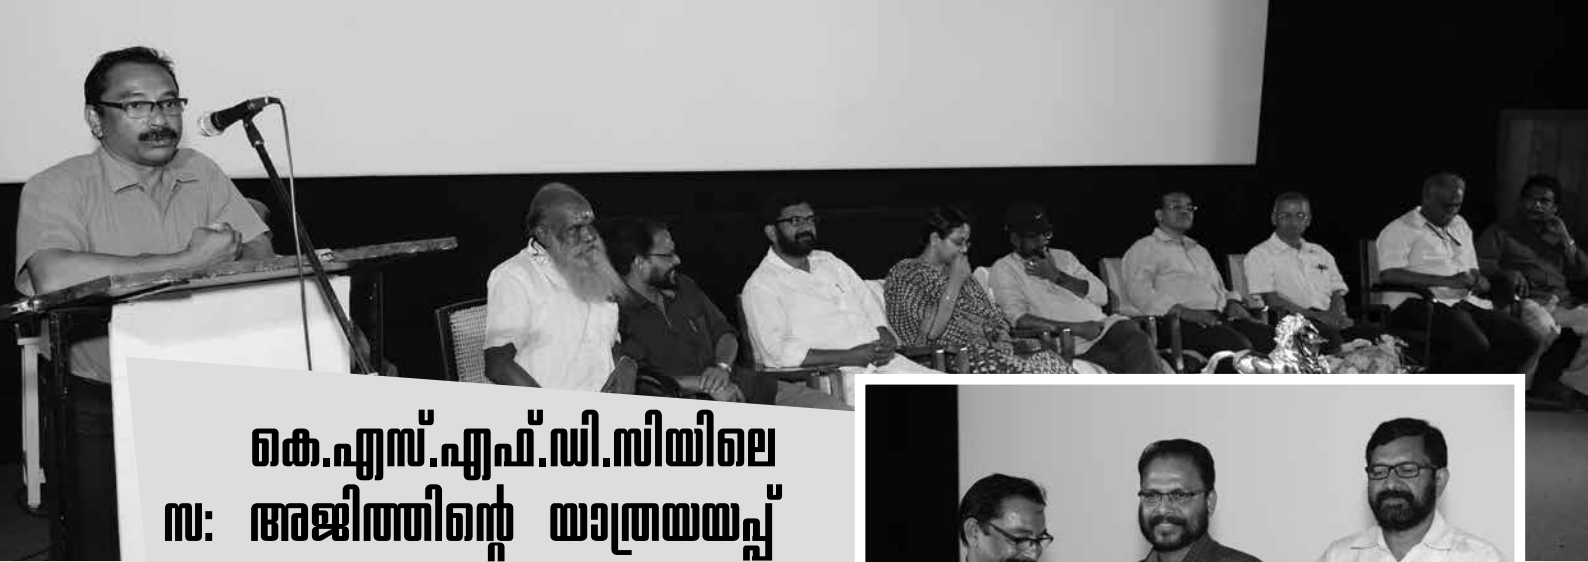 കെ.എസ്.എഫ്.ഡി.സിയിലെ
സ: അജിത്തിന്റെ യാത്രയയപ്പ്